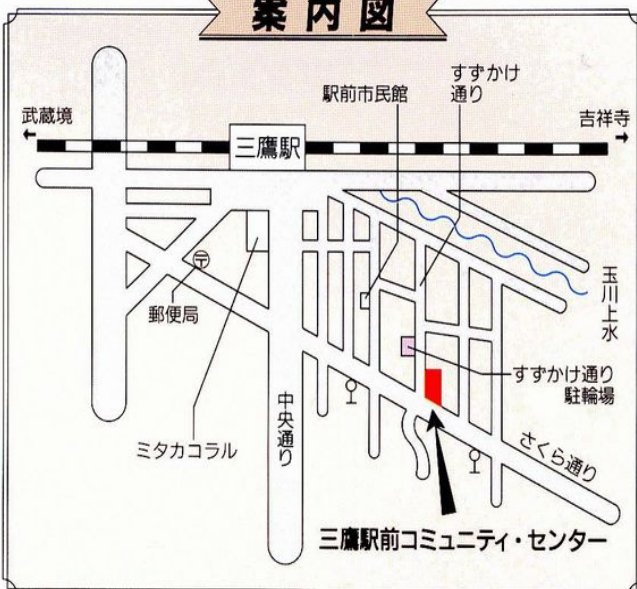 案内図
駅前市民館
すずかけ
通り
武蔵境
←
吉祥寺
→
三鷹駅
〒
郵便局
玉川上水
すずかけ通り
駐輪場
ミタカコラル
中央通り
さくら通り
三鷹駅前コミュニティ・センター